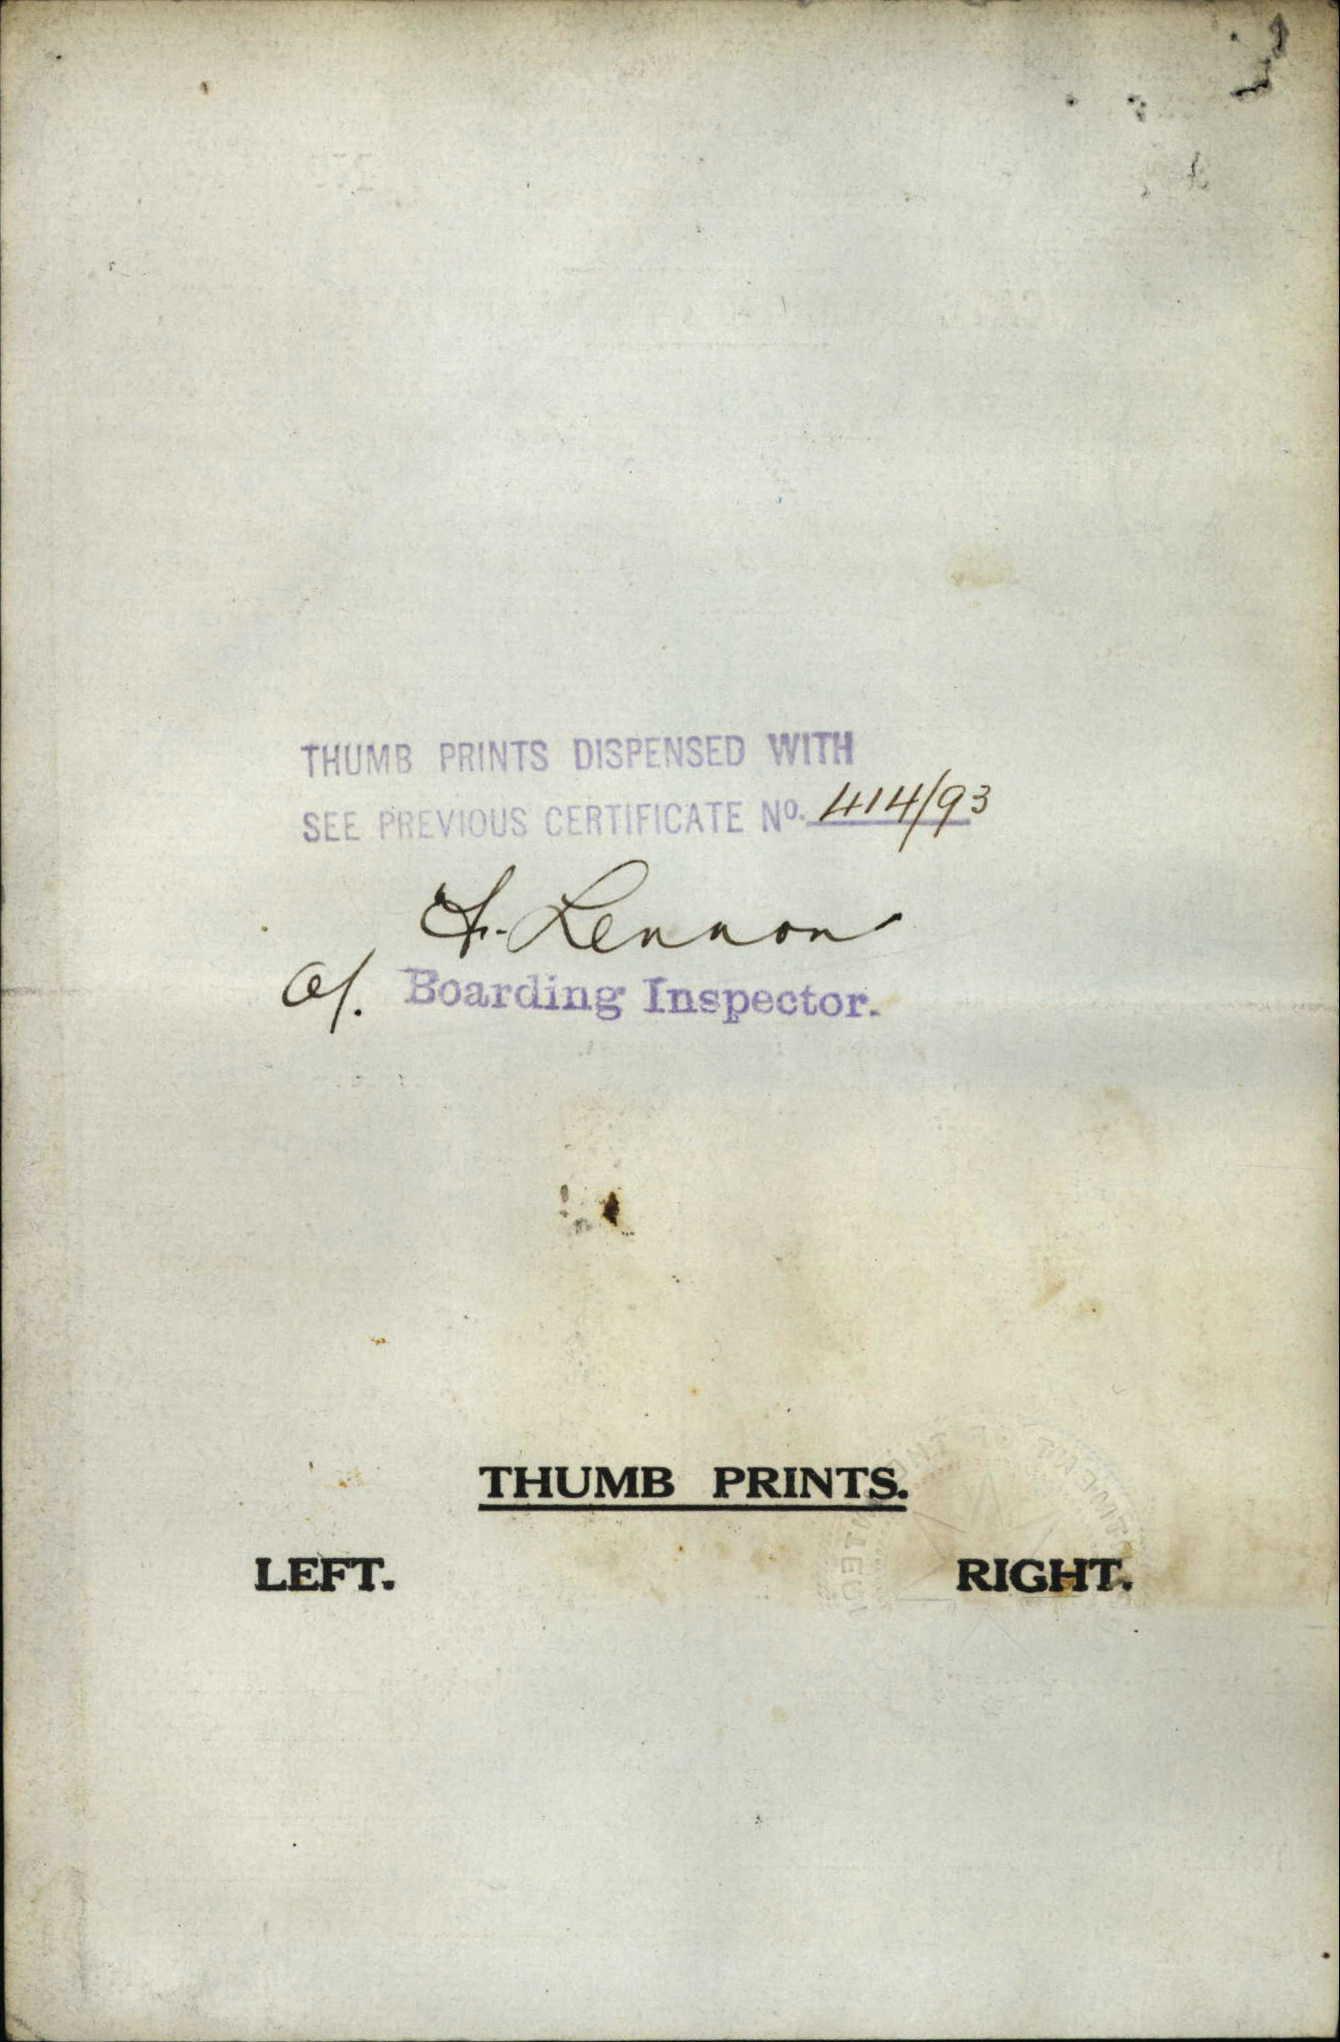 THUMB PRINTS DISPENSED WITH
SEE PREVIOUS CERTIFICATE No. 414/93
Lennon
a/. Boarding Inspector.
THUMB PRINTS.
LEFT. RIGHT.